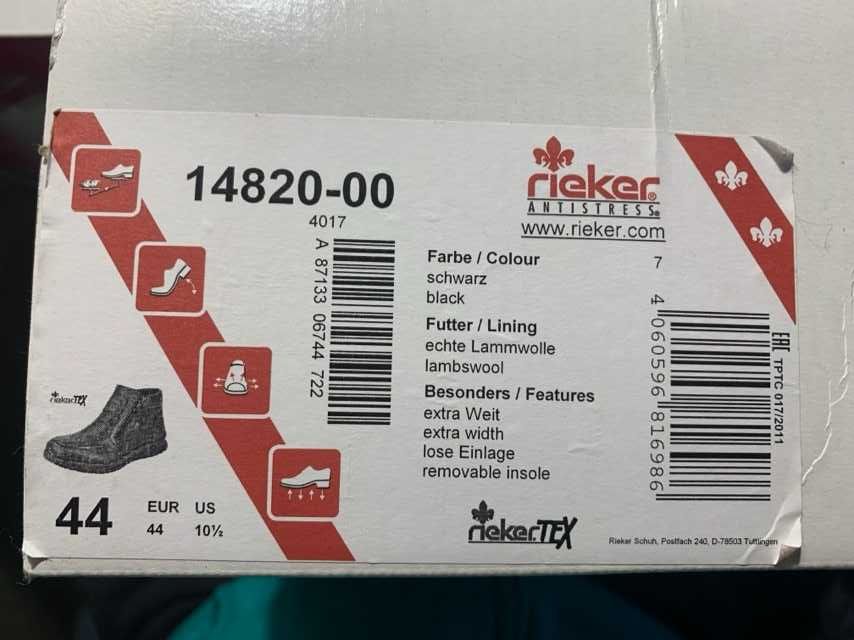 14820-00
4017
A 87133 06744 722
rieker®
ANTISTRESS®
www.rieker.com
Farbe / Colour
schwarz
black
Futter / Lining
echte Lammwolle
lambswool
Besonders / Features
extra Weit
extra width
lose Einlage
removable insole
7
4 060596 816986
EAC TPTC 017/2011
riekerTEX
44
EUR US
44 10½
rieker.TEX
Rieker Schuh, Postfach 240, D-78503 Tuttlingen